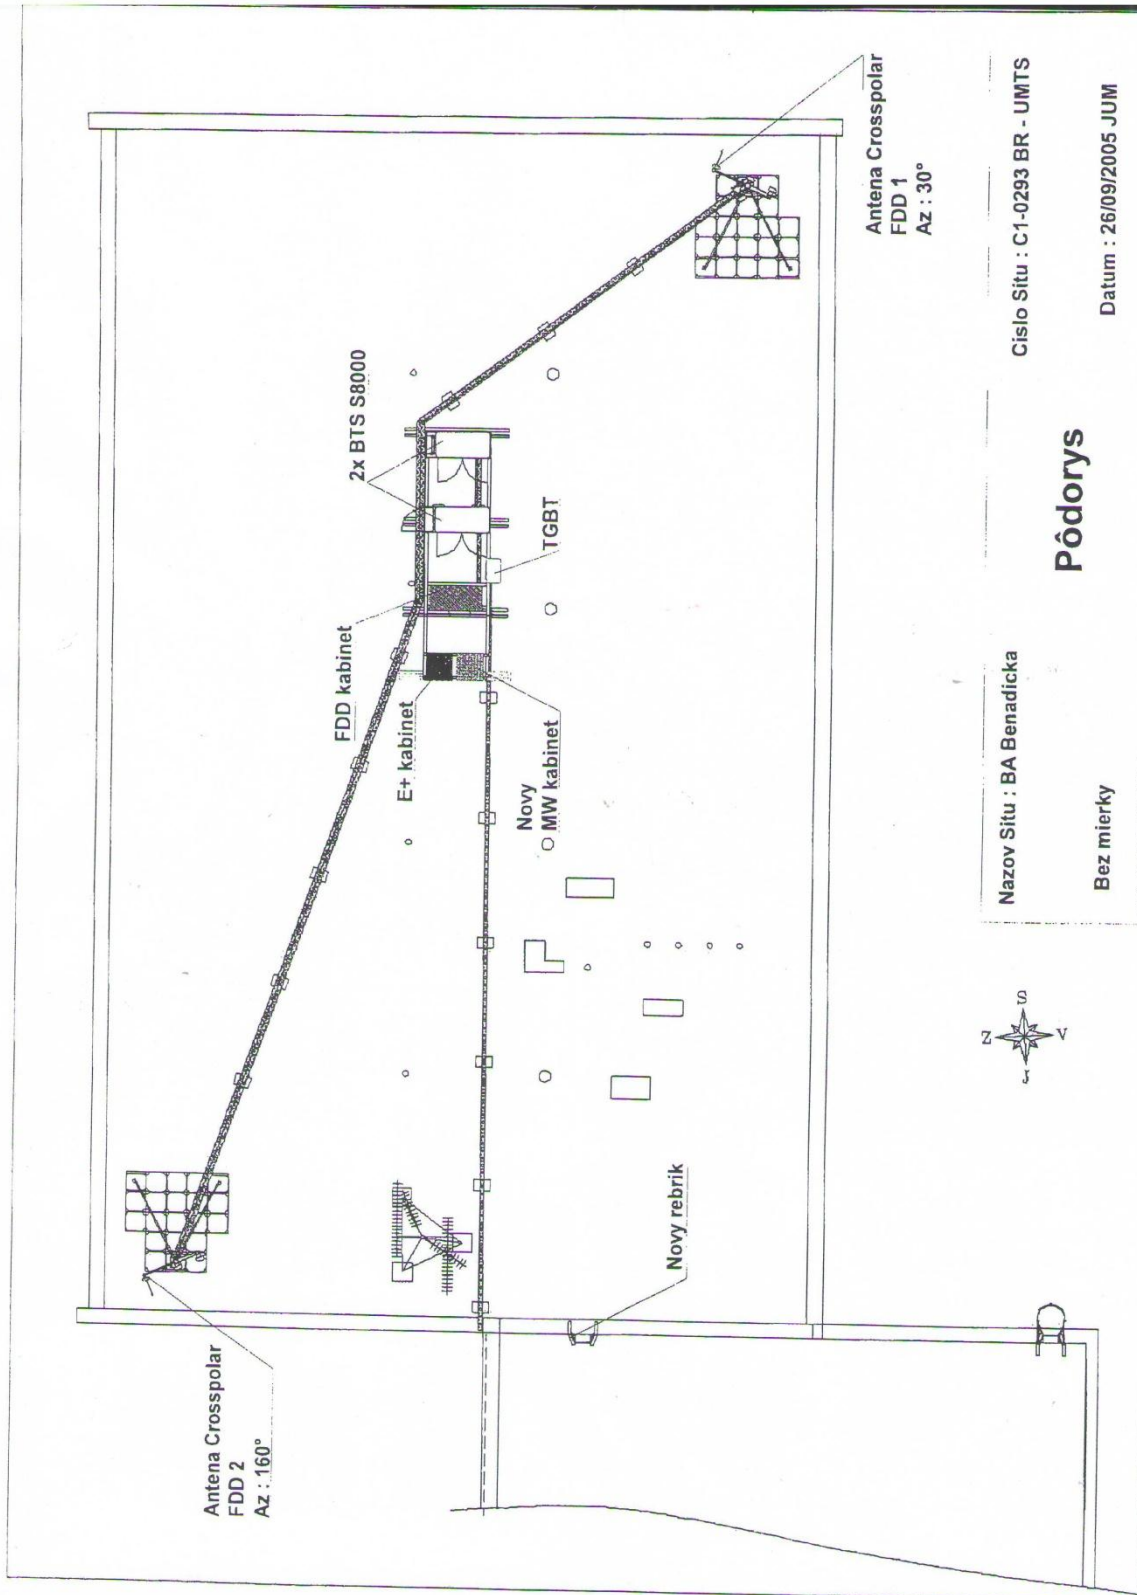 Antena Crosspolar
FDD 2
Az : 160°
FDD kabinet
2x BTS S8000
E+ kabinet
TGBT
Novy
MW kabinet
Novy rebrik
Antena Crosspolar
FDD 1
Az : 30°
Z
S
J
V
Nazov Situ : BA Benadicka
Cislo Situ : C1-0293 BR - UMTS
Pôdorys
Bez mierky
Datum : 26/09/2005 JUM